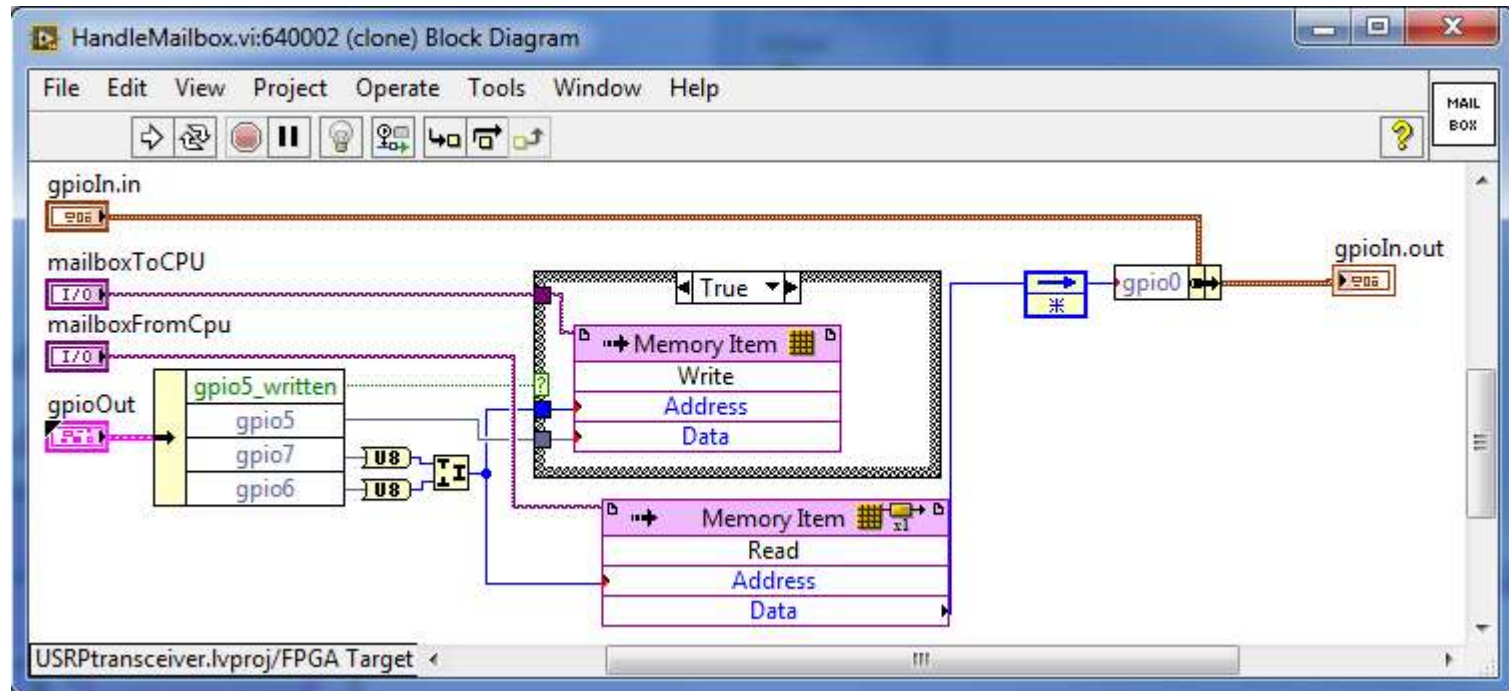 HandleMailbox.vi:640002 (clone) Block Diagram
File Edit View Project Operate Tools Window Help
MAIL
BOX
gpioIn.in
mailboxToCPU
I/O
mailboxFromCpu
I/O
gpioOut
gpio5_written
gpio5
gpio7
gpio6
U8
U8
True
?
Memory Item
Write
Address
Data
Memory Item
x1
Read
Address
Data
gpio0
gpioIn.out
USRPtransceiver.lvproj/FPGA Target